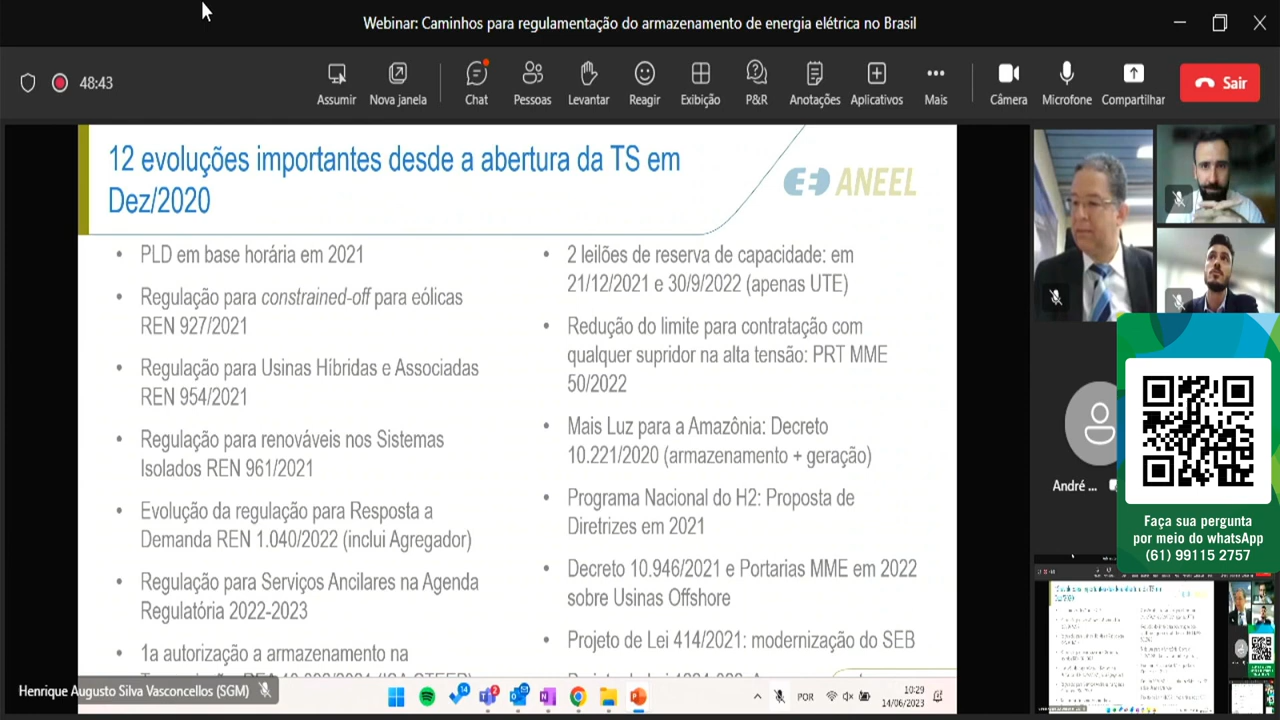 Webinar: Caminhos para regulamentação do armazenamento de energia elétrica no Brasil
48:43
Assumir
Nova janela
Chat
Pessoas
Levantar
Reagir
Exibição
P&R
Anotações
Aplicativos
Mais
Câmera
Microfone
Compartilhar
Sair
12 evoluções importantes desde a abertura da TS em
Dez/2020
ANEEL
PLD em base horária em 2021
Regulação para constrained-off para eólicas
REN 927/2021
Regulação para Usinas Híbridas e Associadas
REN 954/2021
Regulação para renováveis nos Sistemas
Isolados REN 961/2021
Evolução da regulação para Resposta a
Demanda REN 1.040/2022 (inclui Agregador)
Regulação para Serviços Ancilares na Agenda
Regulatória 2022-2023
1a autorização a armazenamento na
2 leilões de reserva de capacidade: em
21/12/2021 e 30/9/2022 (apenas UTE)
Redução do limite para contratação com
qualquer supridor na alta tensão: PRT MME
50/2022
Mais Luz para a Amazônia: Decreto
10.221/2020 (armazenamento + geração)
Programa Nacional do H2: Proposta de
Diretrizes em 2021
Decreto 10.946/2021 e Portarias MME em 2022
sobre Usinas Offshore
Projeto de Lei 414/2021: modernização do SEB
André ...
Faça sua pergunta
por meio do whatsApp
(61) 99115 2757
Henrique Augusto Silva Vasconcellos (SGM)
14
2
POR
10:29
14/06/2023